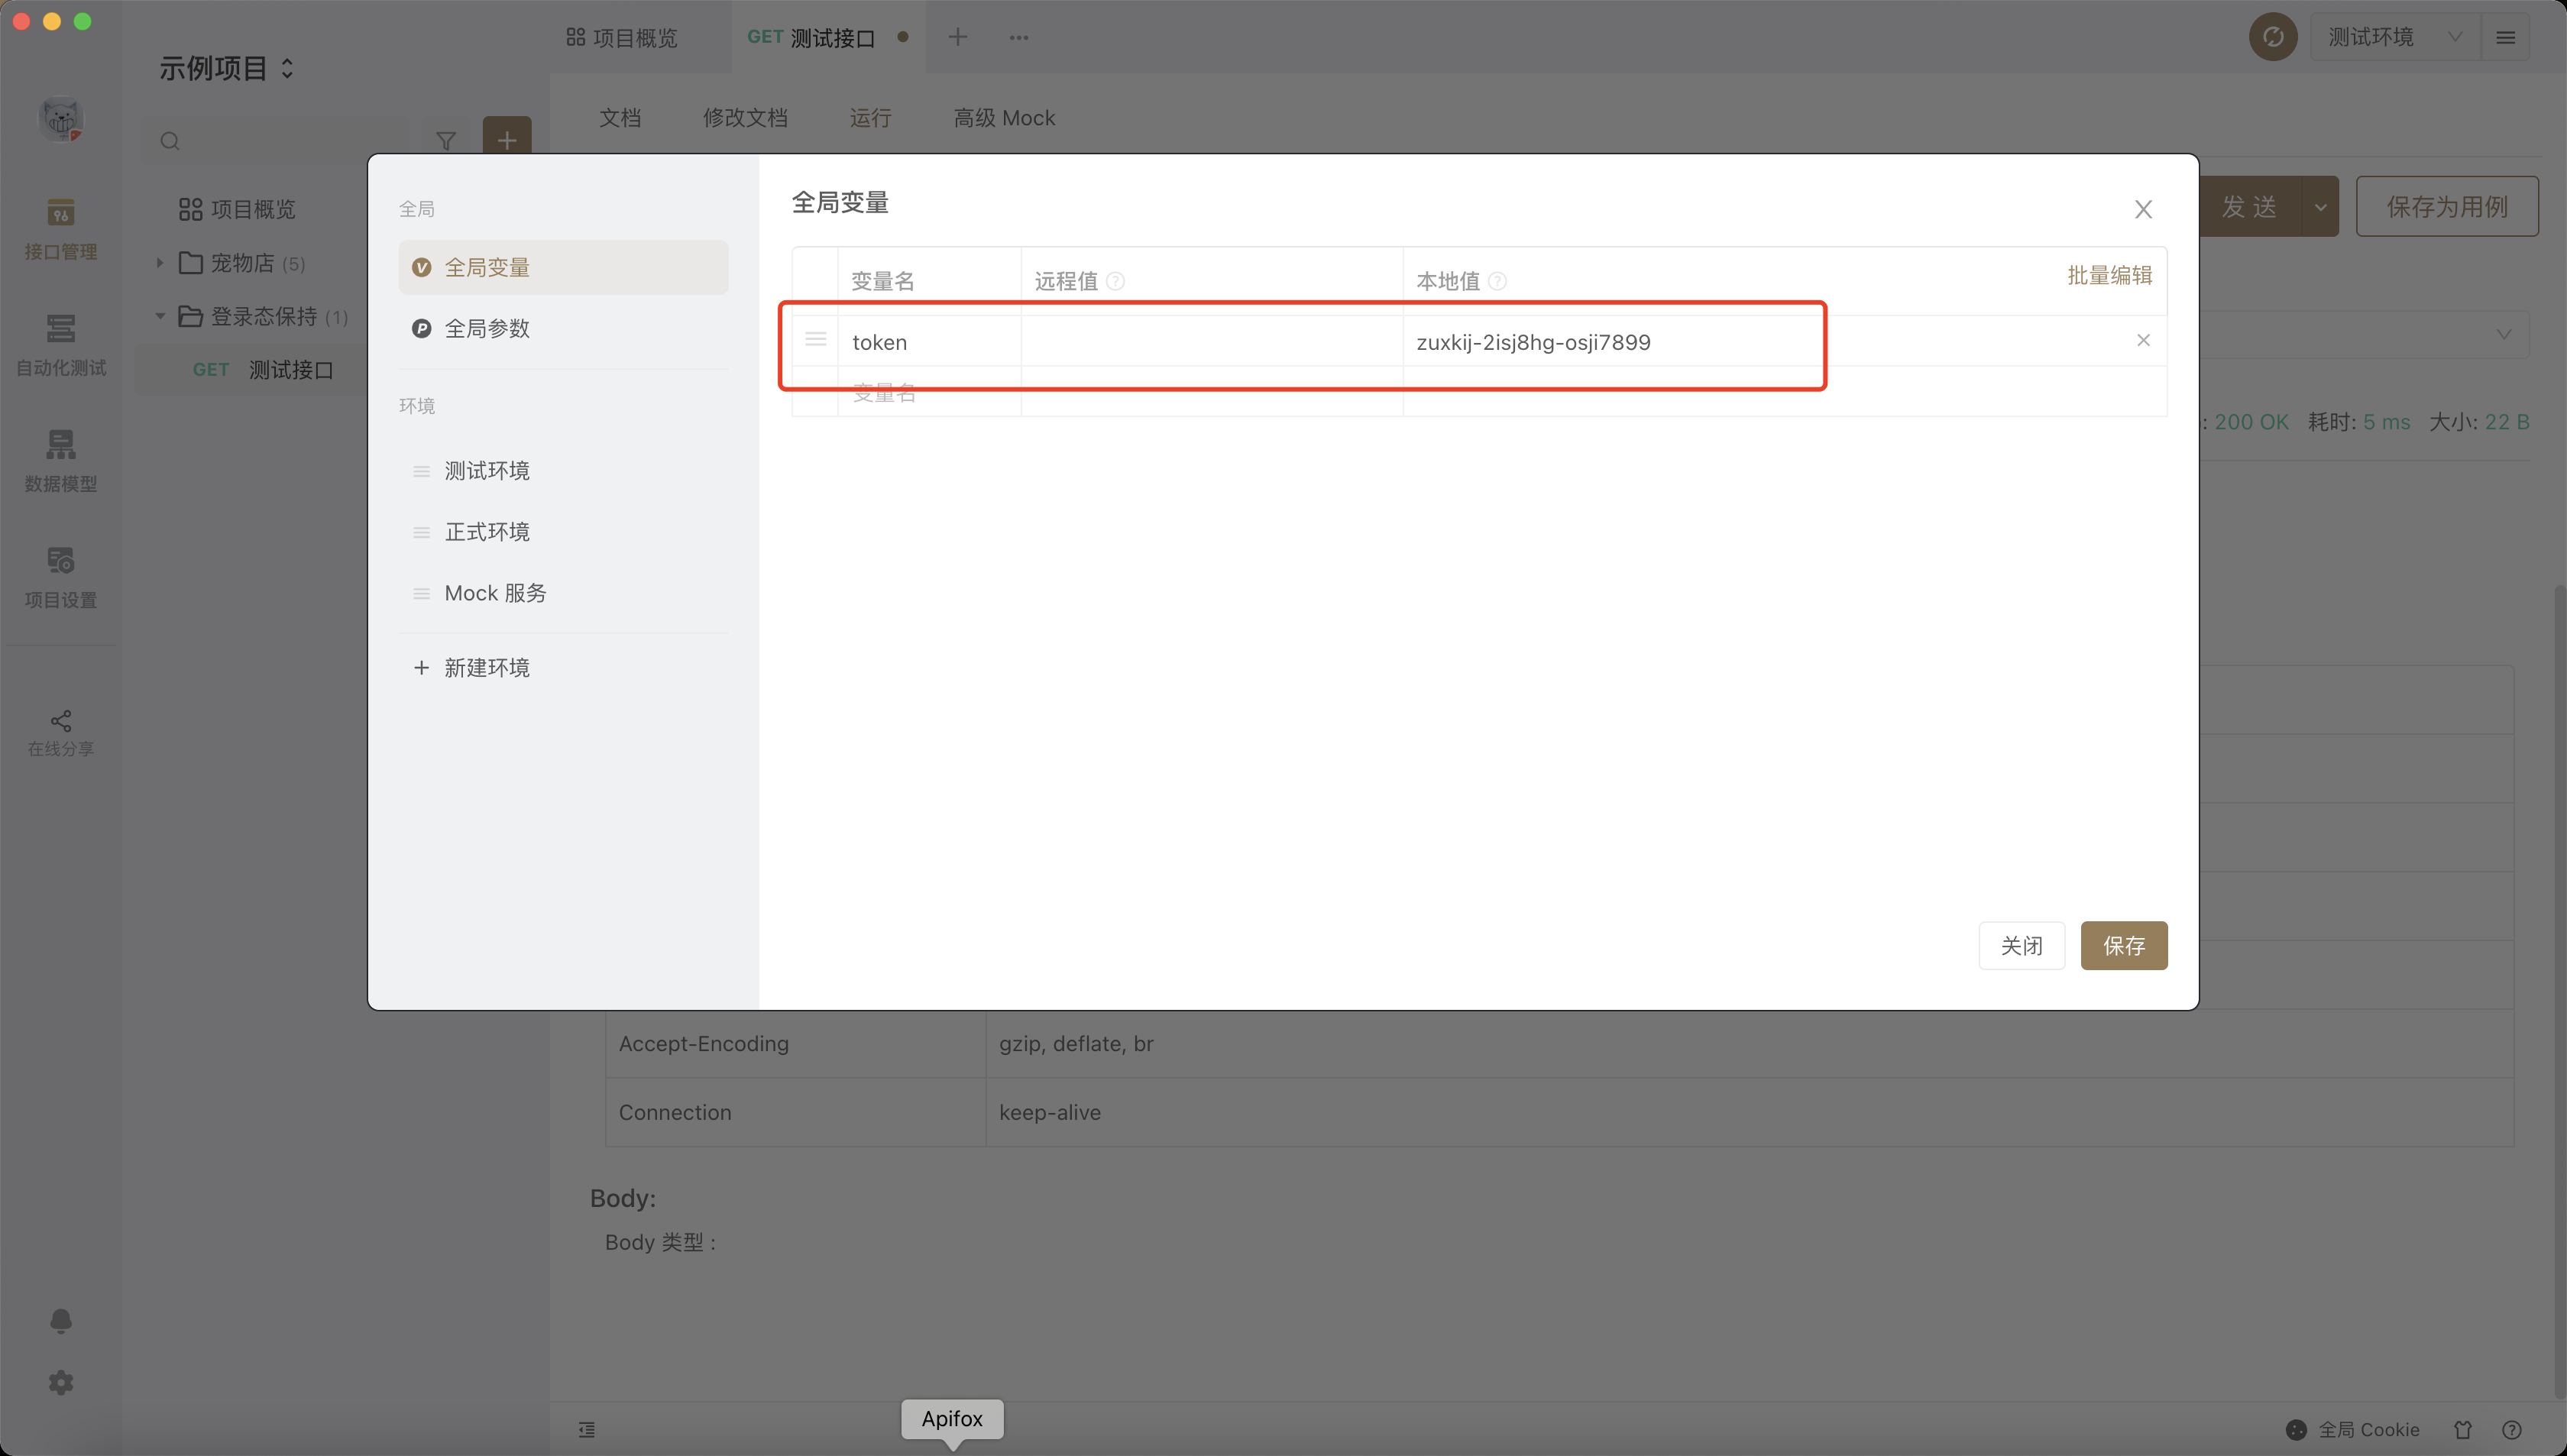 项目概览
GET 测试接口
测试环境
示例项目
文档
修改文档
运行
高级 Mock
接口管理
自动化测试
数据模型
项目设置
在线分享
项目概览
宠物店 (5)
登录态保持 (1)
GET 测试接口
发 送
保存为用例
: 200 OK 耗时: 5 ms 大小: 22 B
全局
全局变量
全局参数
环境
测试环境
正式环境
Mock 服务
新建环境
全局变量
变量名
远程值
本地值
批量编辑
token
zuxkij-2isj8hg-osji7899
变量名
关闭
保存
Accept-Encoding
gzip, deflate, br
Connection
keep-alive
Body:
Body 类型 :
Apifox
全局 Cookie